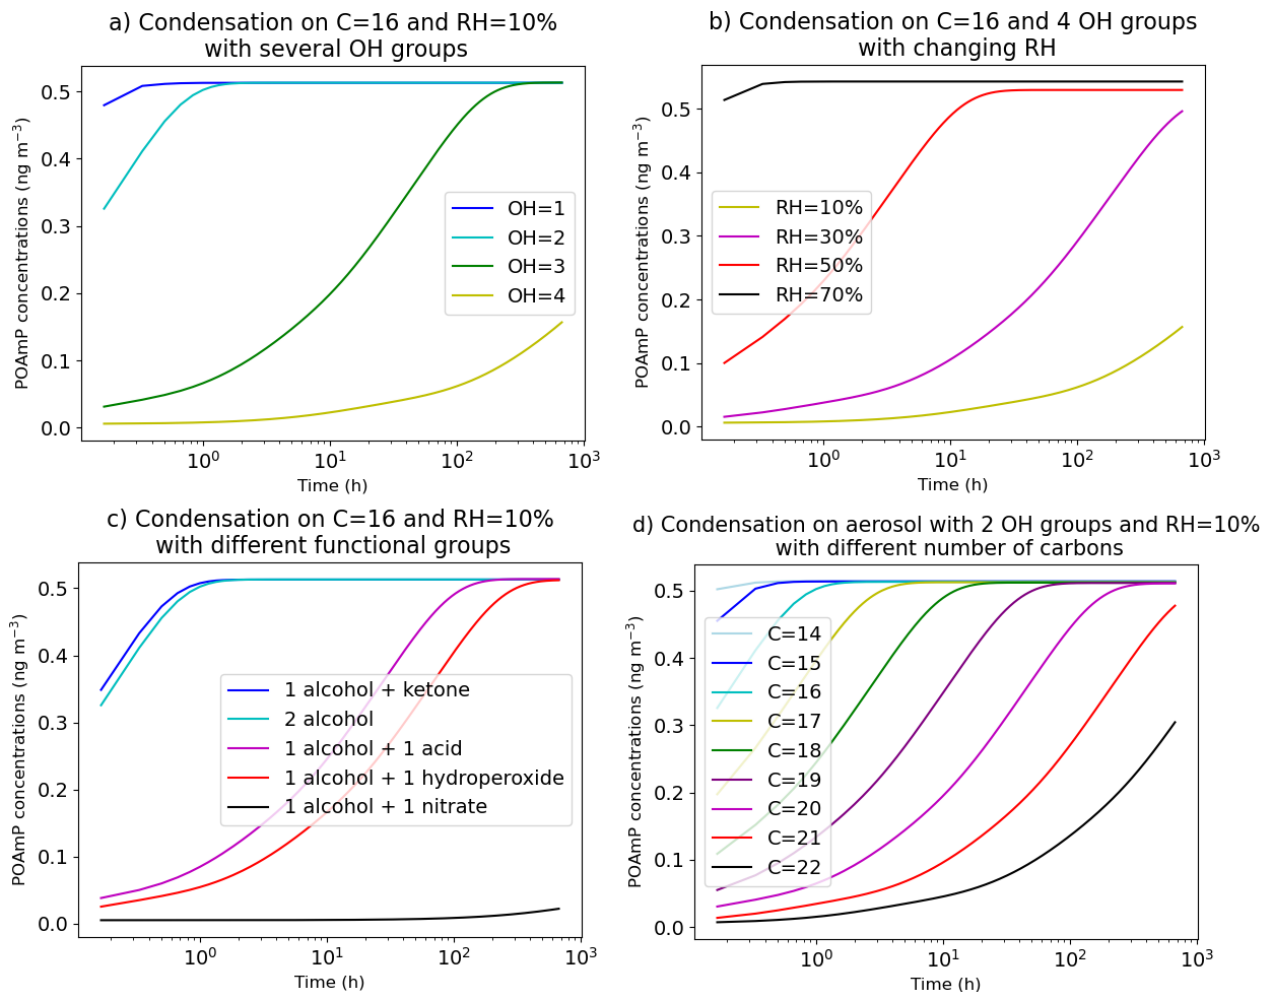 a) Condensation on C=16 and RH=10%
with several OH groups
POAmP concentrations (ng m⁻³)
0.5
0.4
0.3
0.2
0.1
0.0
OH=1
OH=2
OH=3
OH=4
10⁰ 10¹ 10² 10³
Time (h)
b) Condensation on C=16 and 4 OH groups
with changing RH
POAmP concentrations (ng m⁻³)
0.5
0.4
0.3
0.2
0.1
0.0
RH=10%
RH=30%
RH=50%
RH=70%
10⁰ 10¹ 10² 10³
Time (h)
c) Condensation on C=16 and RH=10%
with different functional groups
POAmP concentrations (ng m⁻³)
0.5
0.4
0.3
0.2
0.1
0.0
1 alcohol + ketone
2 alcohol
1 alcohol + 1 acid
1 alcohol + 1 hydroperoxide
1 alcohol + 1 nitrate
10⁰ 10¹ 10² 10³
Time (h)
d) Condensation on aerosol with 2 OH groups and RH=10%
with different number of carbons
POAmP concentrations (ng m⁻³)
0.5
0.4
0.3
0.2
0.1
0.0
C=14
C=15
C=16
C=17
C=18
C=19
C=20
C=21
C=22
10⁰ 10¹ 10² 10³
Time (h)